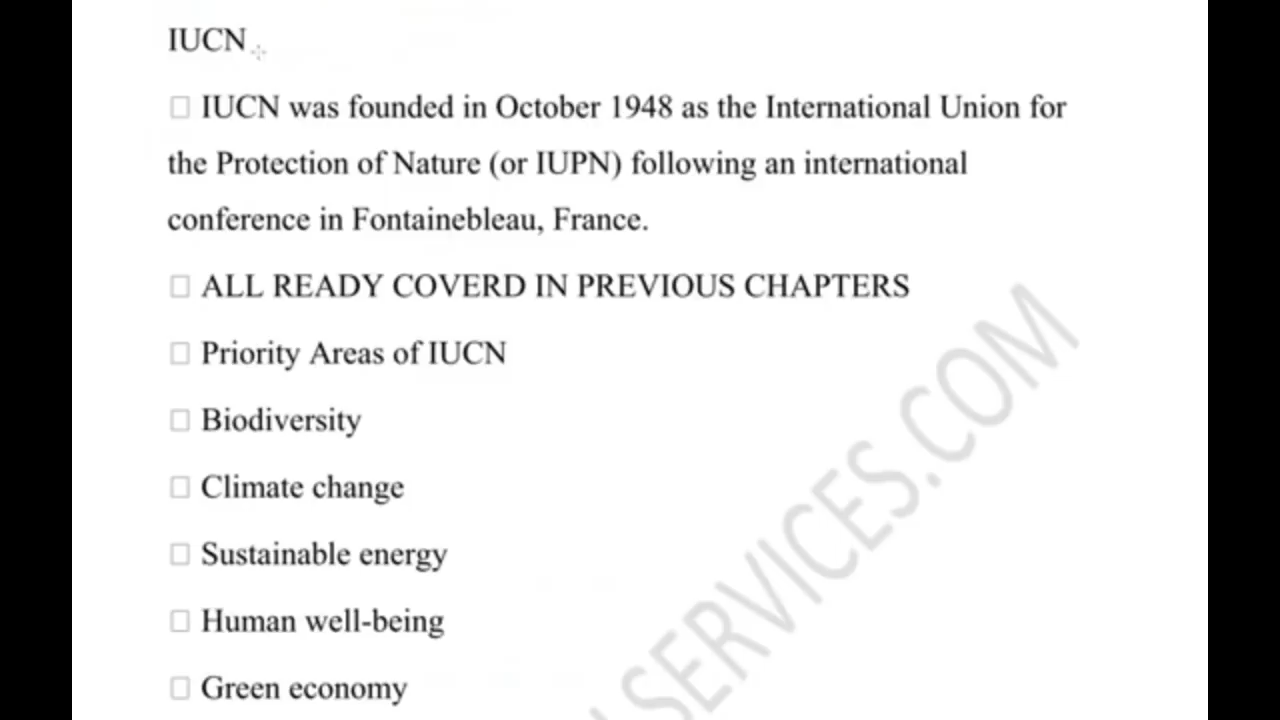 IUCN
□ IUCN was founded in October 1948 as the International Union for
the Protection of Nature (or IUPN) following an international
conference in Fontainebleau, France.
□ ALL READY COVERD IN PREVIOUS CHAPTERS
□ Priority Areas of IUCN
□ Biodiversity
□ Climate change
□ Sustainable energy
□ Human well-being
□ Green economy
SERVICES.COM